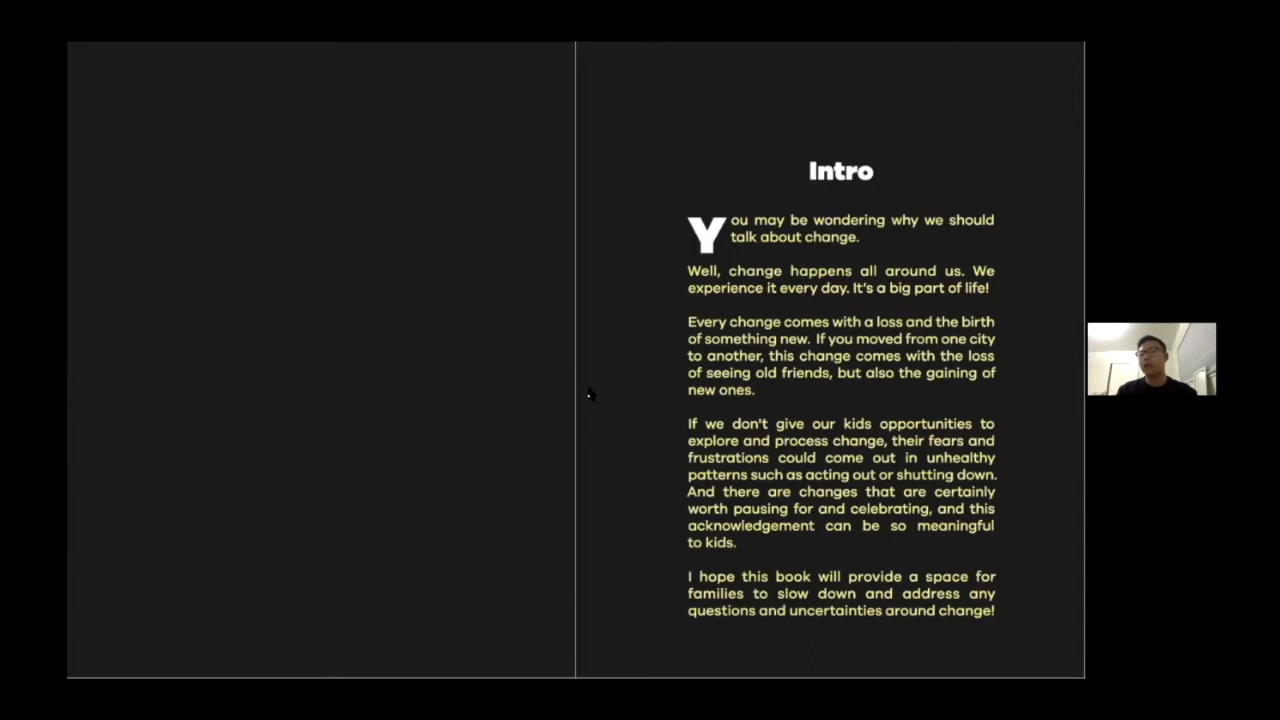 Intro
You may be wondering why we should
talk about change.
Well, change happens all around us. We
experience it every day. It's a big part of life!
Every change comes with a loss and the birth
of something new. If you moved from one city
to another, this change comes with the loss
of seeing old friends, but also the gaining of
new ones.
If we don't give our kids opportunities to
explore and process change, their fears and
frustrations could come out in unhealthy
patterns such as acting out or shutting down.
And there are changes that are certainly
worth pausing for and celebrating, and this
acknowledgement can be so meaningful
to kids.
I hope this book will provide a space for
families to slow down and address any
questions and uncertainties around change!